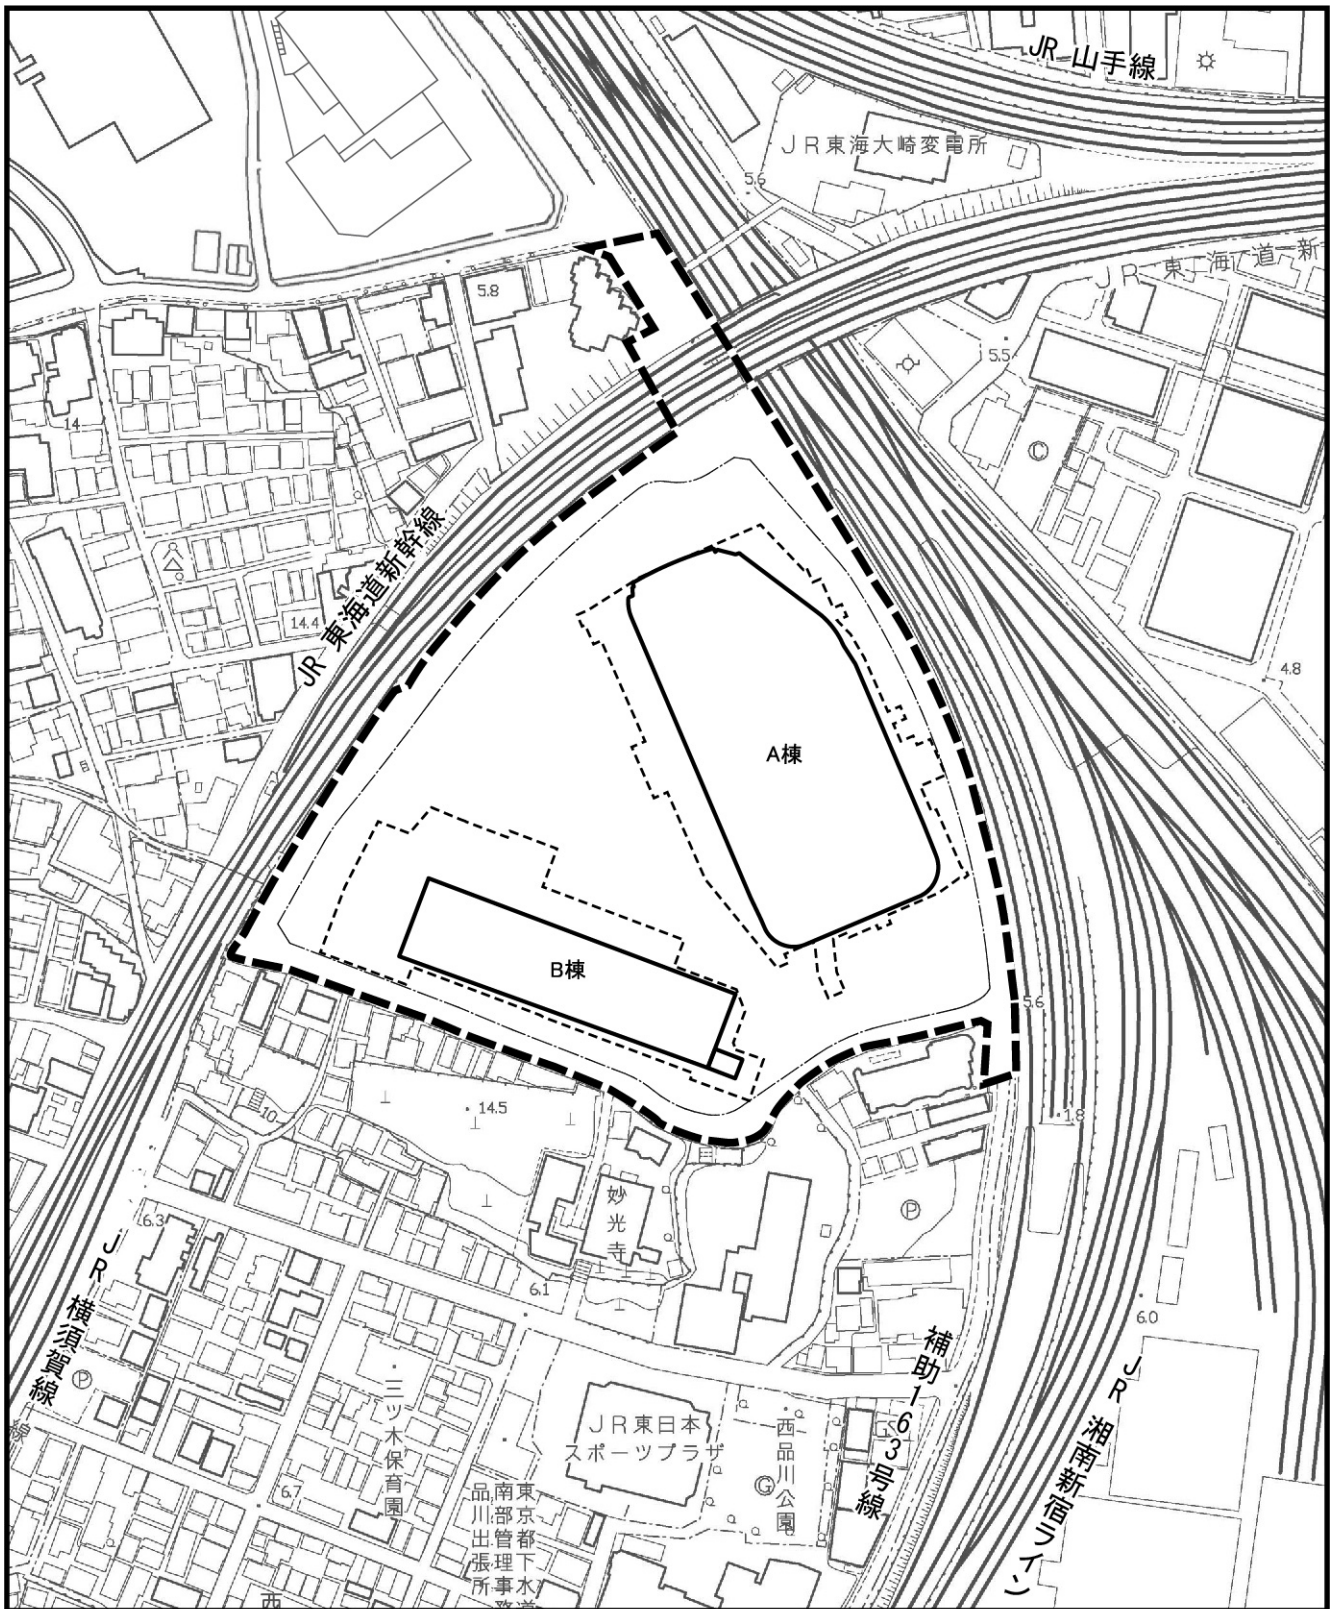 JR 山手線
JR東海大崎変電所
5.6
JR 東海道新
5.8
5.5
14
JR 東海道新幹線
14.4
4.8
A棟
B棟
5.6
10
14.5
1.8
妙光寺
6.3
P
6.1
6.0
JR 横須賀線
P
線
補助163号線
JR 湘南新宿ライン
三ツ木保育園
JR東日本
スポーツプラザ
西品川公園
G
6.7
東京都下水道
南部管理事務
品川出張所
西